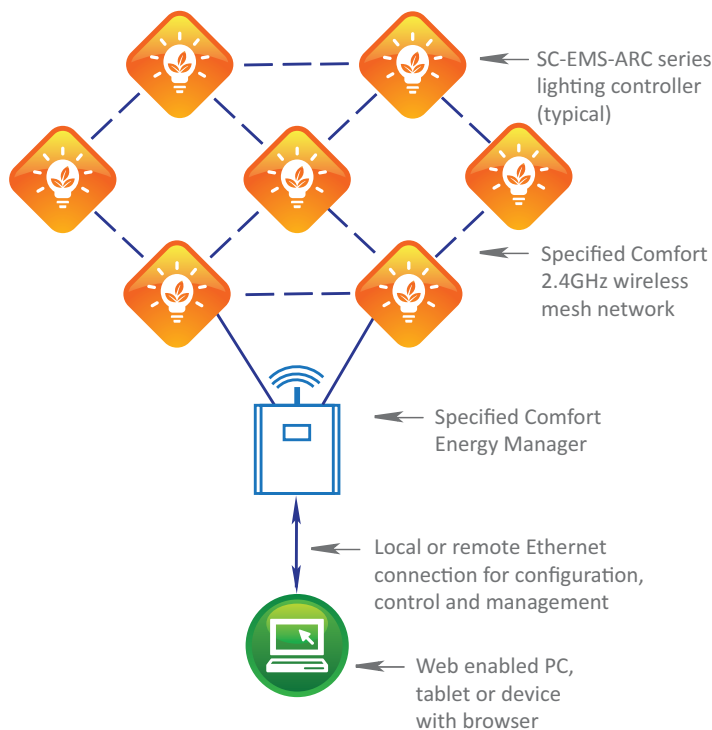 SC-EMS-ARC series
lighting controller
(typical)
Specified Comfort
2.4GHz wireless
mesh network
Specified Comfort
Energy Manager
Local or remote Ethernet
connection for configuration,
control and management
Web enabled PC,
tablet or device
with browser